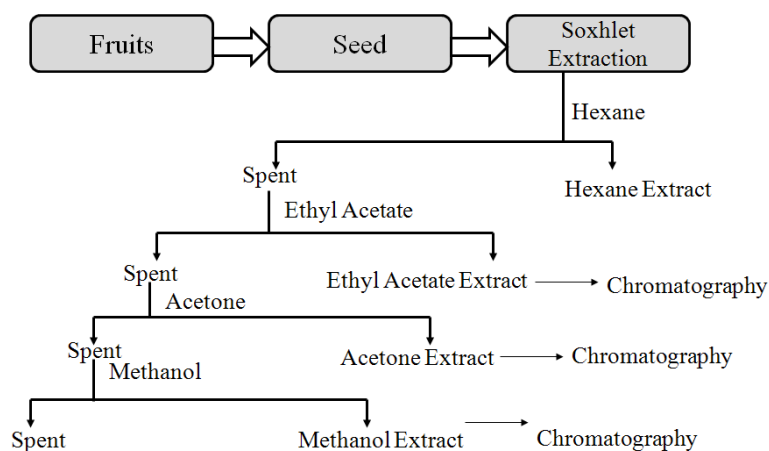 Fruits
Seed
Soxhlet
Extraction
Hexane
Spent
Hexane Extract
Ethyl Acetate
Spent
Ethyl Acetate Extract
Chromatography
Acetone
Spent
Acetone Extract
Chromatography
Methanol
Spent
Methanol Extract
Chromatography